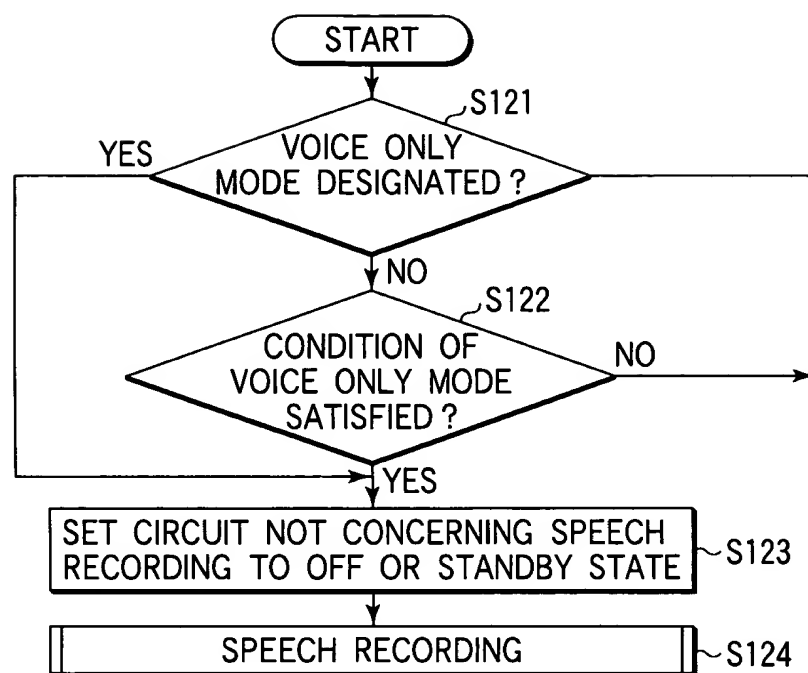 START
S121
YES
VOICE ONLY
MODE DESIGNATED?
NO
S122
CONDITION OF
VOICE ONLY MODE
SATISFIED?
NO
YES
SET CIRCUIT NOT CONCERNING SPEECH
RECORDING TO OFF OR STANDBY STATE
S123
SPEECH RECORDING
S124